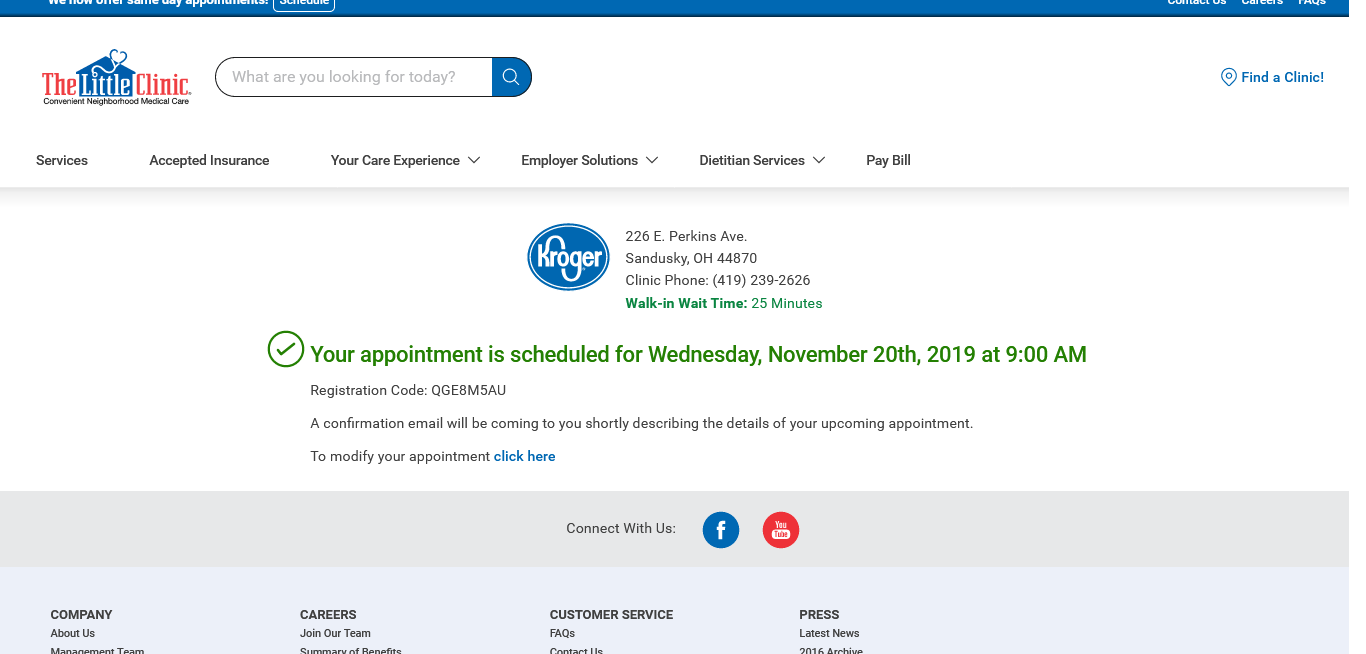 We now offer same day appointments! Schedule
Contact Us Careers FAQs
The Little Clinic.
Convenient Neighborhood Medical Care
What are you looking for today?
Find a Clinic!
Services Accepted Insurance Your Care Experience Employer Solutions Dietitian Services Pay Bill
Kroger
226 E. Perkins Ave.
Sandusky, OH 44870
Clinic Phone: (419) 239-2626
Walk-in Wait Time: 25 Minutes
Your appointment is scheduled for Wednesday, November 20th, 2019 at 9:00 AM
Registration Code: QGE8M5AU
A confirmation email will be coming to you shortly describing the details of your upcoming appointment.
To modify your appointment click here
Connect With Us: f You Tube
COMPANY CAREERS CUSTOMER SERVICE PRESS
About Us Join Our Team FAQs Latest News
Management Team Summary of Benefits Contact Us 2016 Archive